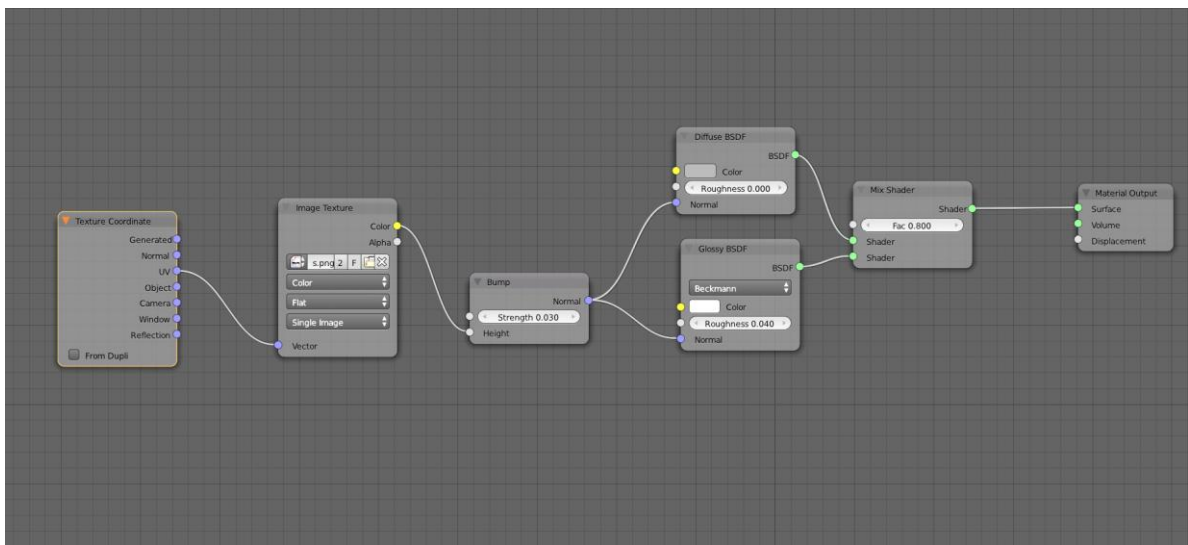 Texture Coordinate
Generated
Normal
UV
Object
Camera
Window
Reflection
From Dupli
Image Texture
Color
Alpha
s.png 2 F
Color
Flat
Single Image
Vector
Bump
Normal
Strength 0.030
Height
Diffuse BSDF
BSDF
Color
Roughness 0.000
Normal
Glossy BSDF
BSDF
Beckmann
Color
Roughness 0.040
Normal
Mix Shader
Shader
Fac 0.800
Shader
Shader
Material Output
Surface
Volume
Displacement